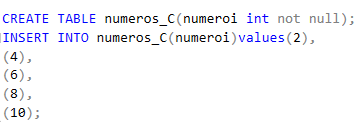 CREATE TABLE numeros_C(numeroi int not null);
INSERT INTO numeros_C(numeroi)values(2),
(4),
(6),
(8),
(10);